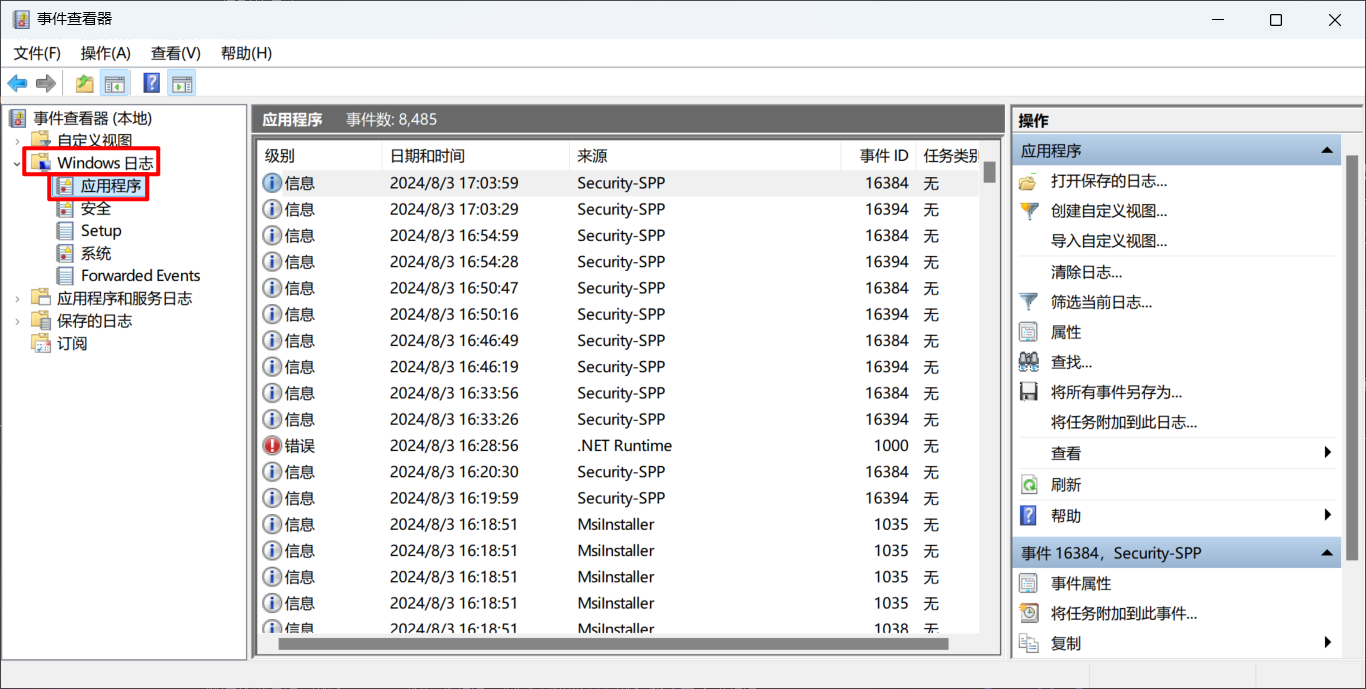 事件查看器
文件(F) 操作(A) 查看(V) 帮助(H)
事件查看器 (本地)
自定义视图
Windows 日志
应用程序
安全
Setup
系统
Forwarded Events
应用程序和服务日志
保存的日志
订阅
应用程序 事件数: 8,485
级别 日期和时间 来源 事件 ID 任务类别
信息 2024/8/3 17:03:59 Security-SPP 16384 无
信息 2024/8/3 17:03:29 Security-SPP 16394 无
信息 2024/8/3 16:54:59 Security-SPP 16384 无
信息 2024/8/3 16:54:28 Security-SPP 16394 无
信息 2024/8/3 16:50:47 Security-SPP 16384 无
信息 2024/8/3 16:50:16 Security-SPP 16394 无
信息 2024/8/3 16:46:49 Security-SPP 16384 无
信息 2024/8/3 16:46:19 Security-SPP 16394 无
信息 2024/8/3 16:33:56 Security-SPP 16384 无
信息 2024/8/3 16:33:26 Security-SPP 16394 无
错误 2024/8/3 16:28:56 .NET Runtime 1000 无
信息 2024/8/3 16:20:30 Security-SPP 16384 无
信息 2024/8/3 16:19:59 Security-SPP 16394 无
信息 2024/8/3 16:18:51 MsiInstaller 1035 无
信息 2024/8/3 16:18:51 MsiInstaller 1035 无
信息 2024/8/3 16:18:51 MsiInstaller 1035 无
信息 2024/8/3 16:18:51 MsiInstaller 1035 无
信息 2024/8/3 16:18:51 MsiInstaller 1038 无
操作
应用程序
打开保存的日志...
创建自定义视图...
导入自定义视图...
清除日志...
筛选当前日志...
属性
查找...
将所有事件另存为...
将任务附加到此日志...
查看
刷新
帮助
事件 16384，Security-SPP
事件属性
将任务附加到此事件...
复制